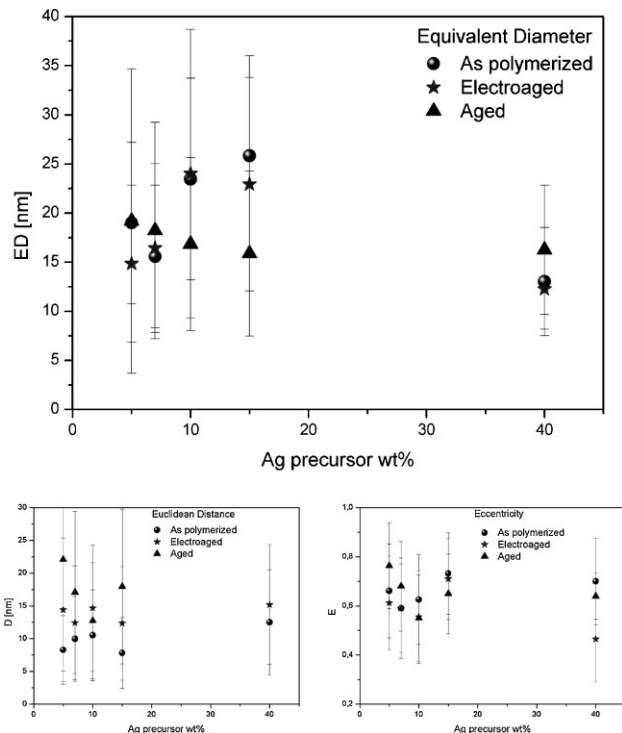 40
35
30
25
20
15
10
5
0
ED [nm]
Equivalent Diameter
As polymerized
Electroaged
Aged
0 10 20 30 40
Ag precursor wt%
30
25
20
15
10
5
0
D [nm]
Euclidean Distance
As polymerized
Electroaged
Aged
0 10 20 30 40
Ag precursor wt%
1,0
0,8
0,6
0,4
0,2
E
Eccentricity
As polymerized
Electroaged
Aged
0 10 20 30 40
Ag precursor wt%